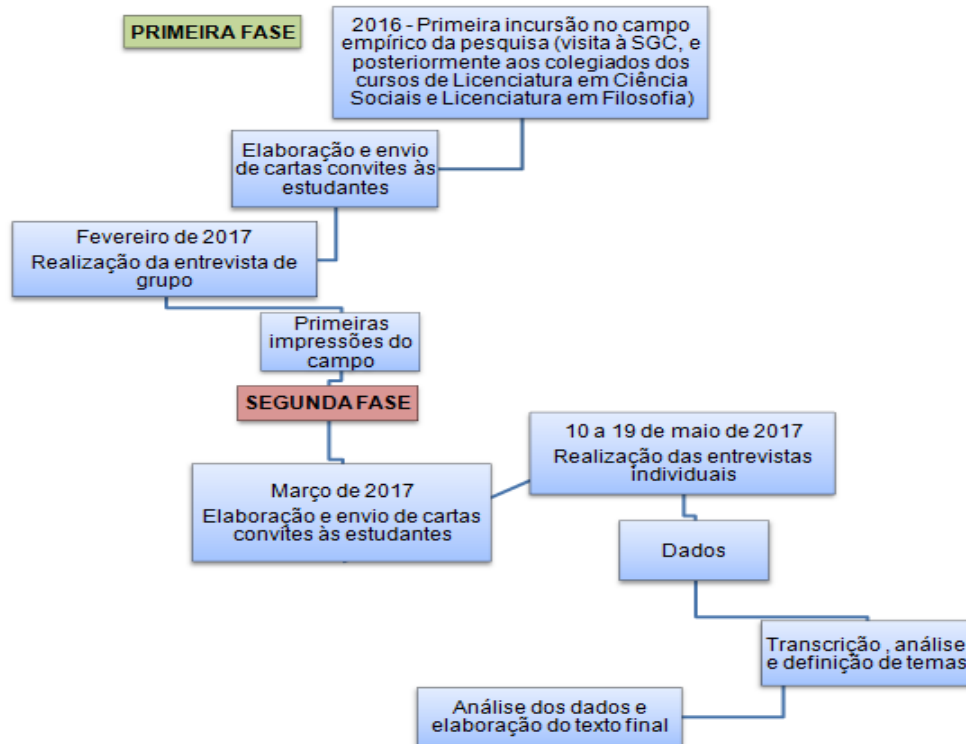 PRIMEIRA FASE
2016 - Primeira incursão no campo
empírico da pesquisa (visita à SGC, e
posteriormente aos colegiados dos
cursos de Licenciatura em Ciência
Sociais e Licenciatura em Filosofia)
Elaboração e envio
de cartas convites às
estudantes
Fevereiro de 2017
Realização da entrevista de
grupo
Primeiras
impressões do
campo
SEGUNDA FASE
Março de 2017
Elaboração e envio de cartas
convites às estudantes
10 a 19 de maio de 2017
Realização das entrevistas
individuais
Dados
Transcrição , análise
e definição de temas
Análise dos dados e
elaboração do texto final